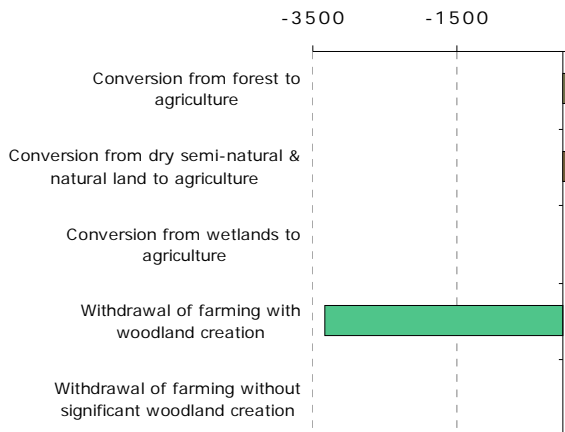 -3500 -1500
Conversion from forest to
agriculture
Conversion from dry semi-natural &
natural land to agriculture
Conversion from wetlands to
agriculture
Withdrawal of farming with
woodland creation
Withdrawal of farming without
significant woodland creation